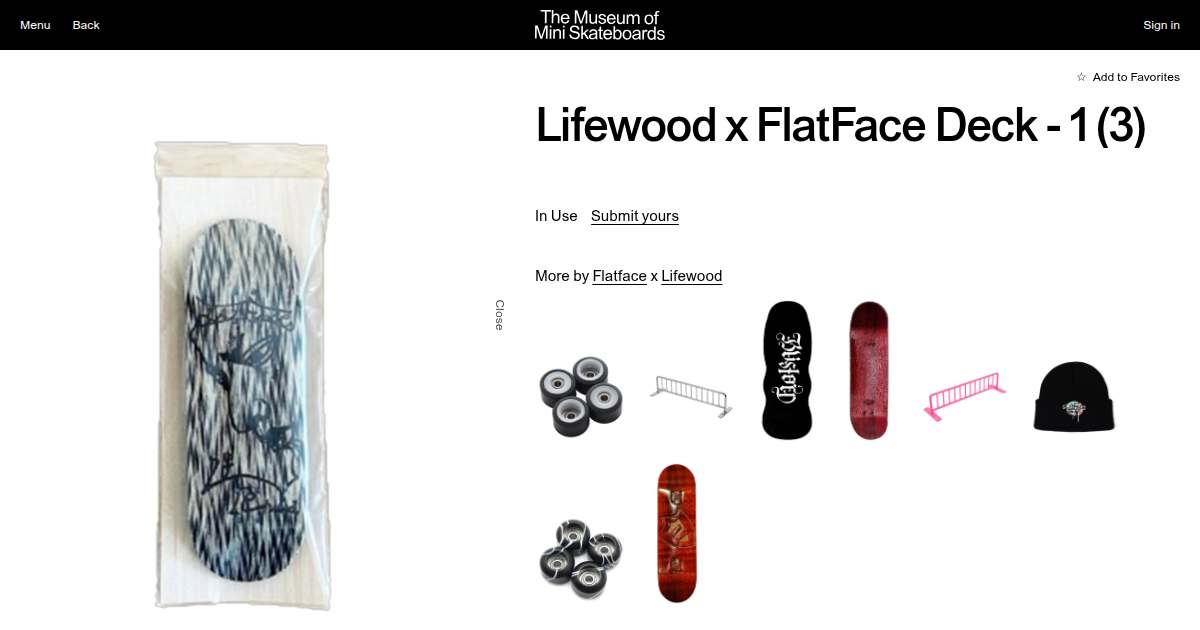 Menu Back
The Museum of
Mini Skateboards
Sign in
☆ Add to Favorites
Lifewood x FlatFace Deck - 1 (3)
In Use Submit yours
More by Flatface x Lifewood
Close